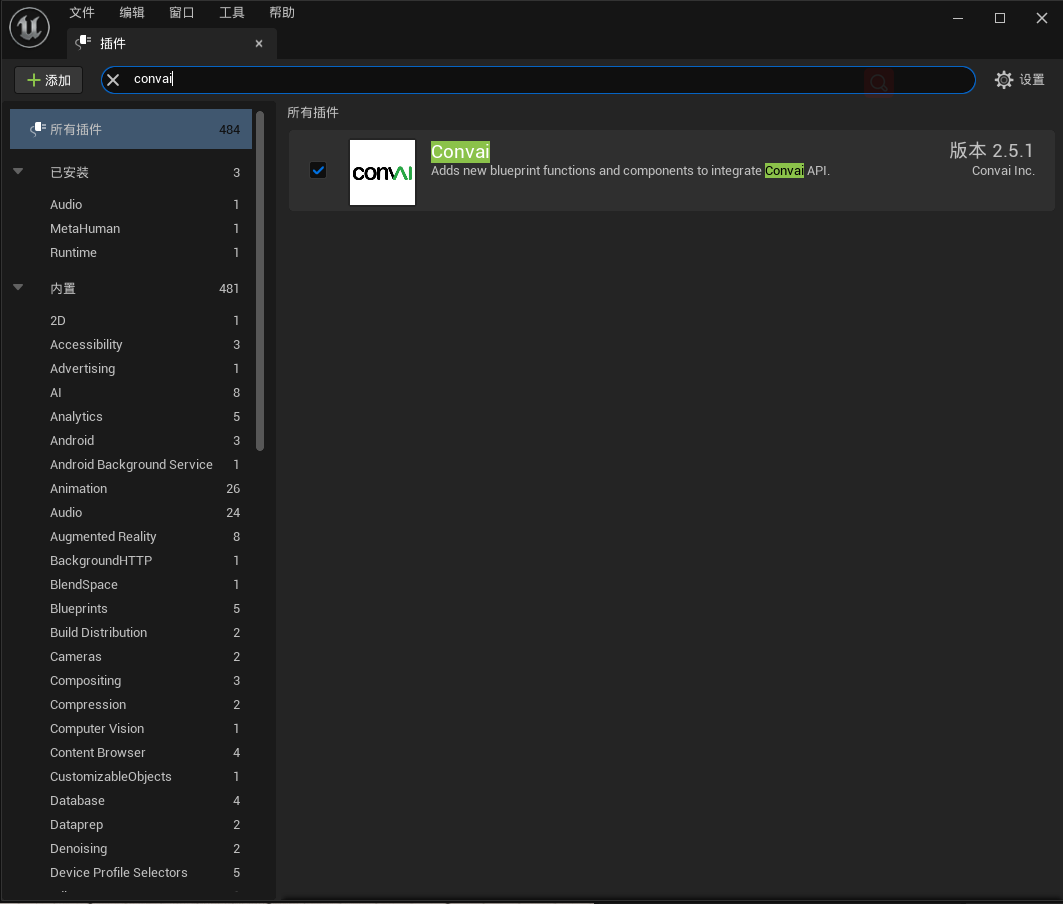 文件 编辑 窗口 工具 帮助
插件
添加
convai
设置
所有插件 484
已安装 3
Audio 1
MetaHuman 1
Runtime 1
内置 481
2D 1
Accessibility 3
Advertising 1
AI 8
Analytics 5
Android 3
Android Background Service 1
Animation 26
Audio 24
Augmented Reality 8
BackgroundHTTP 1
BlendSpace 1
Blueprints 5
Build Distribution 2
Cameras 2
Compositing 3
Compression 2
Computer Vision 1
Content Browser 4
CustomizableObjects 1
Database 4
Dataprep 2
Denoising 2
Device Profile Selectors 5
所有插件
convAI
Convai
Adds new blueprint functions and components to integrate Convai API.
版本 2.5.1
Convai Inc.